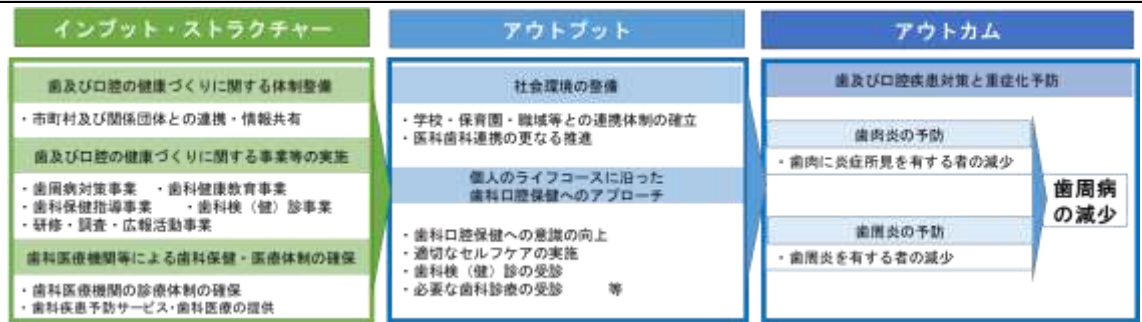 インプット・ストラクチャー
歯及び口腔の健康づくりに関する体制整備
・市町村及び関係団体との連携・情報共有
歯及び口腔の健康づくりに関する事業等の実施
・歯周病対策事業　・歯科健康教育事業
・歯科保健指導事業　・歯科検（健）診事業
・研修・調査・広報活動事業
歯科医療機関等による歯科保健・医療体制の確保
・歯科医療機関の診療体制の確保
・歯科疾患予防サービス・歯科医療の提供
アウトプット
社会環境の整備
・学校・保育園・職域等との連携体制の確立
・医科歯科連携の更なる推進
個人のライフコースに沿った
歯科口腔保健へのアプローチ
・歯科口腔保健への意識の向上
・適切なセルフケアの実施
・歯科検（健）診の受診
・必要な歯科診療の受診　等
アウトカム
歯及び口腔疾患対策と重症化予防
歯肉炎の予防
・歯肉に炎症所見を有する者の減少
歯周炎の予防
・歯周炎を有する者の減少
歯周病
の減少